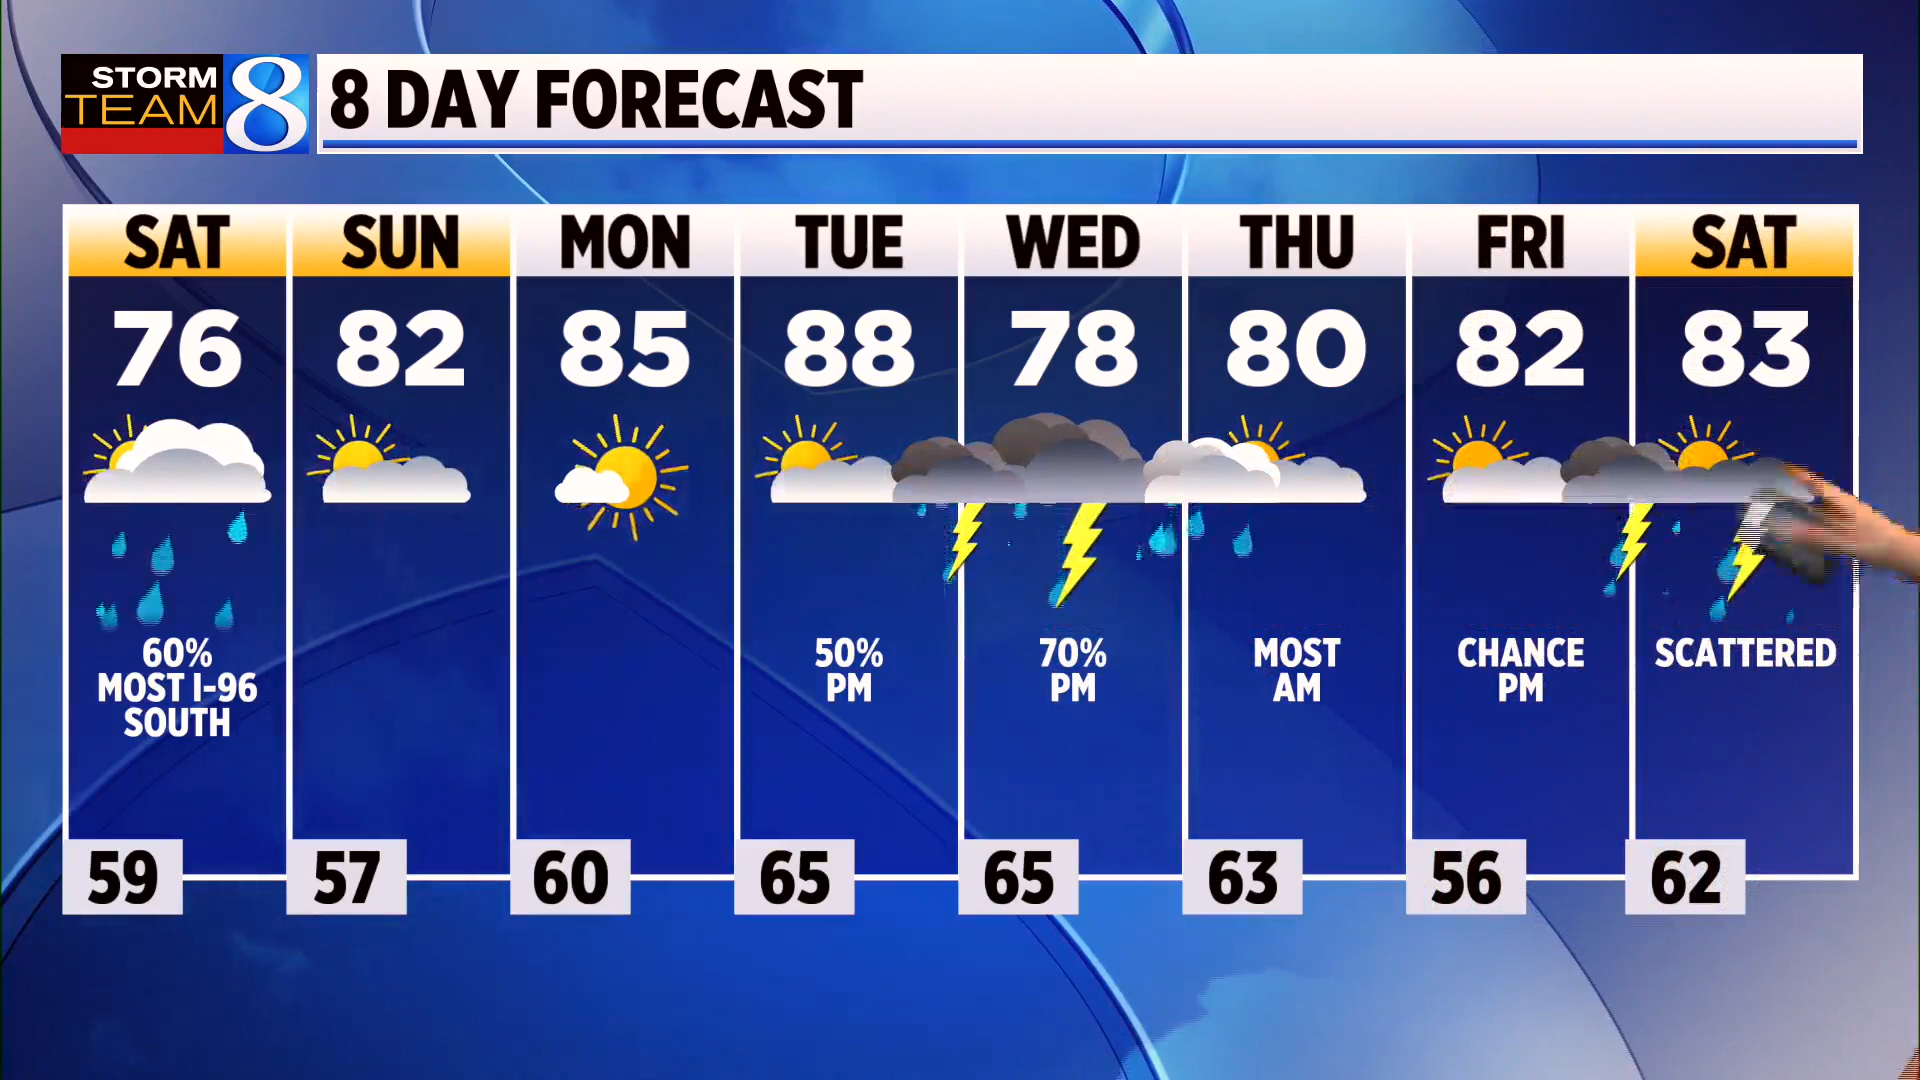 STORM
TEAM
8
8 DAY FORECAST
SAT SUN MON TUE WED THU FRI SAT
76 82 85 88 78 80 82 83
60% 50% 70% MOST CHANCE SCATTERED
MOST I-96 PM PM AM PM
SOUTH
59 57 60 65 65 63 56 62